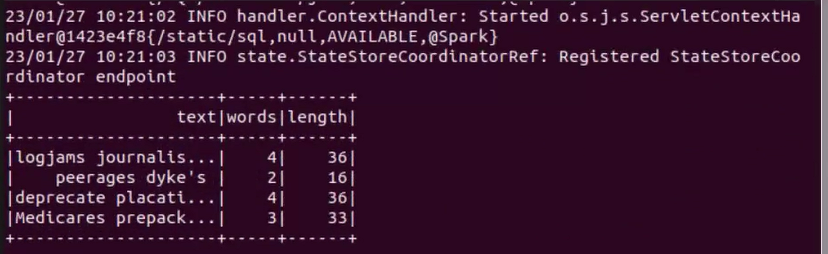 23/01/27 10:21:02 INFO handler.ContextHandler: Started o.s.j.s.ServletContextHa
ndler@1423e4f8{/static/sql,null,AVAILABLE,@Spark}
23/01/27 10:21:03 INFO state.StateStoreCoordinatorRef: Registered StateStoreCoo
rdinator endpoint
+--------------------+-----+------+
|                text|words|length|
+--------------------+-----+------+
|logjams journalis...|    4|    36|
|    peerages dyke's |    2|    16|
|deprecate placati...|    4|    36|
|Medicares prepack...|    3|    33|
+--------------------+-----+------+